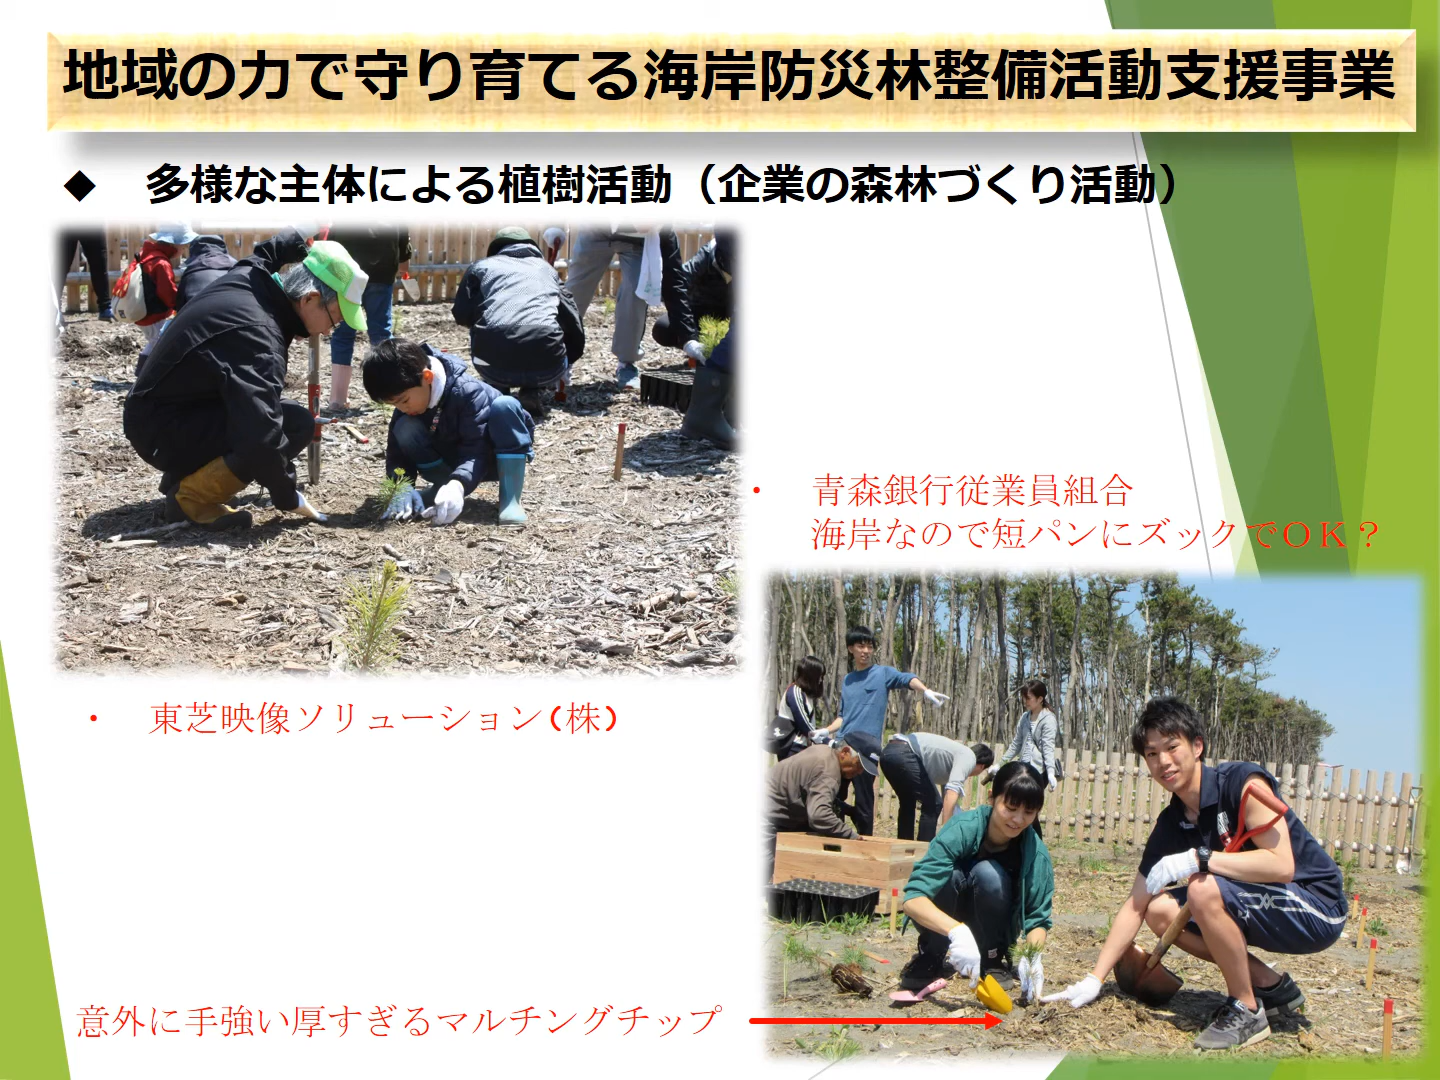 地域の力で守り育てる海岸防災林整備活動支援事業
◆ 多様な主体による植樹活動（企業の森林づくり活動）
・ 青森銀行従業員組合
海岸なので短パンにズックでＯＫ？
・ 東芝映像ソリューション(株)
意外に手強い厚すぎるマルチングチップ